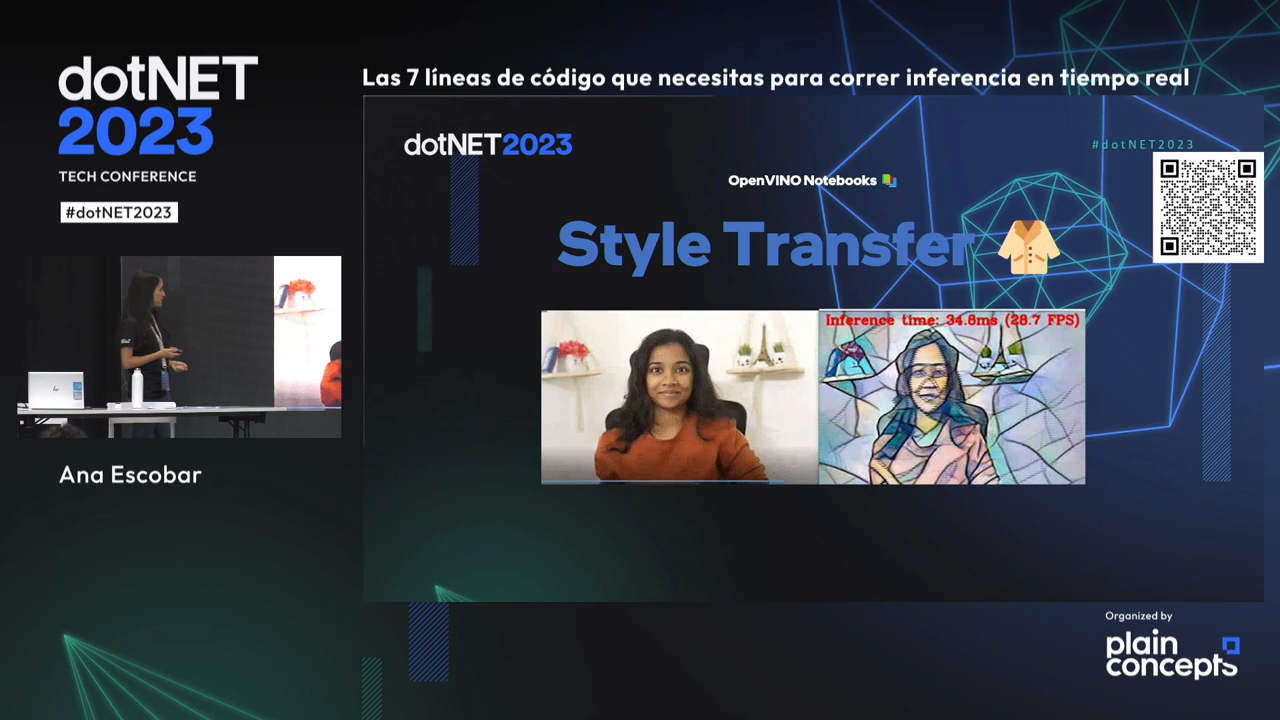 dotNET
2023
TECH CONFERENCE
#dotNET2023
Ana Escobar
Las 7 líneas de código que necesitas para correr inferencia en tiempo real
dotNET2023
#dotNET2023
OpenVINO Notebooks
Style Transfer
Inference time: 34.8ms (28.7 FPS)
Organized by
plain
concepts